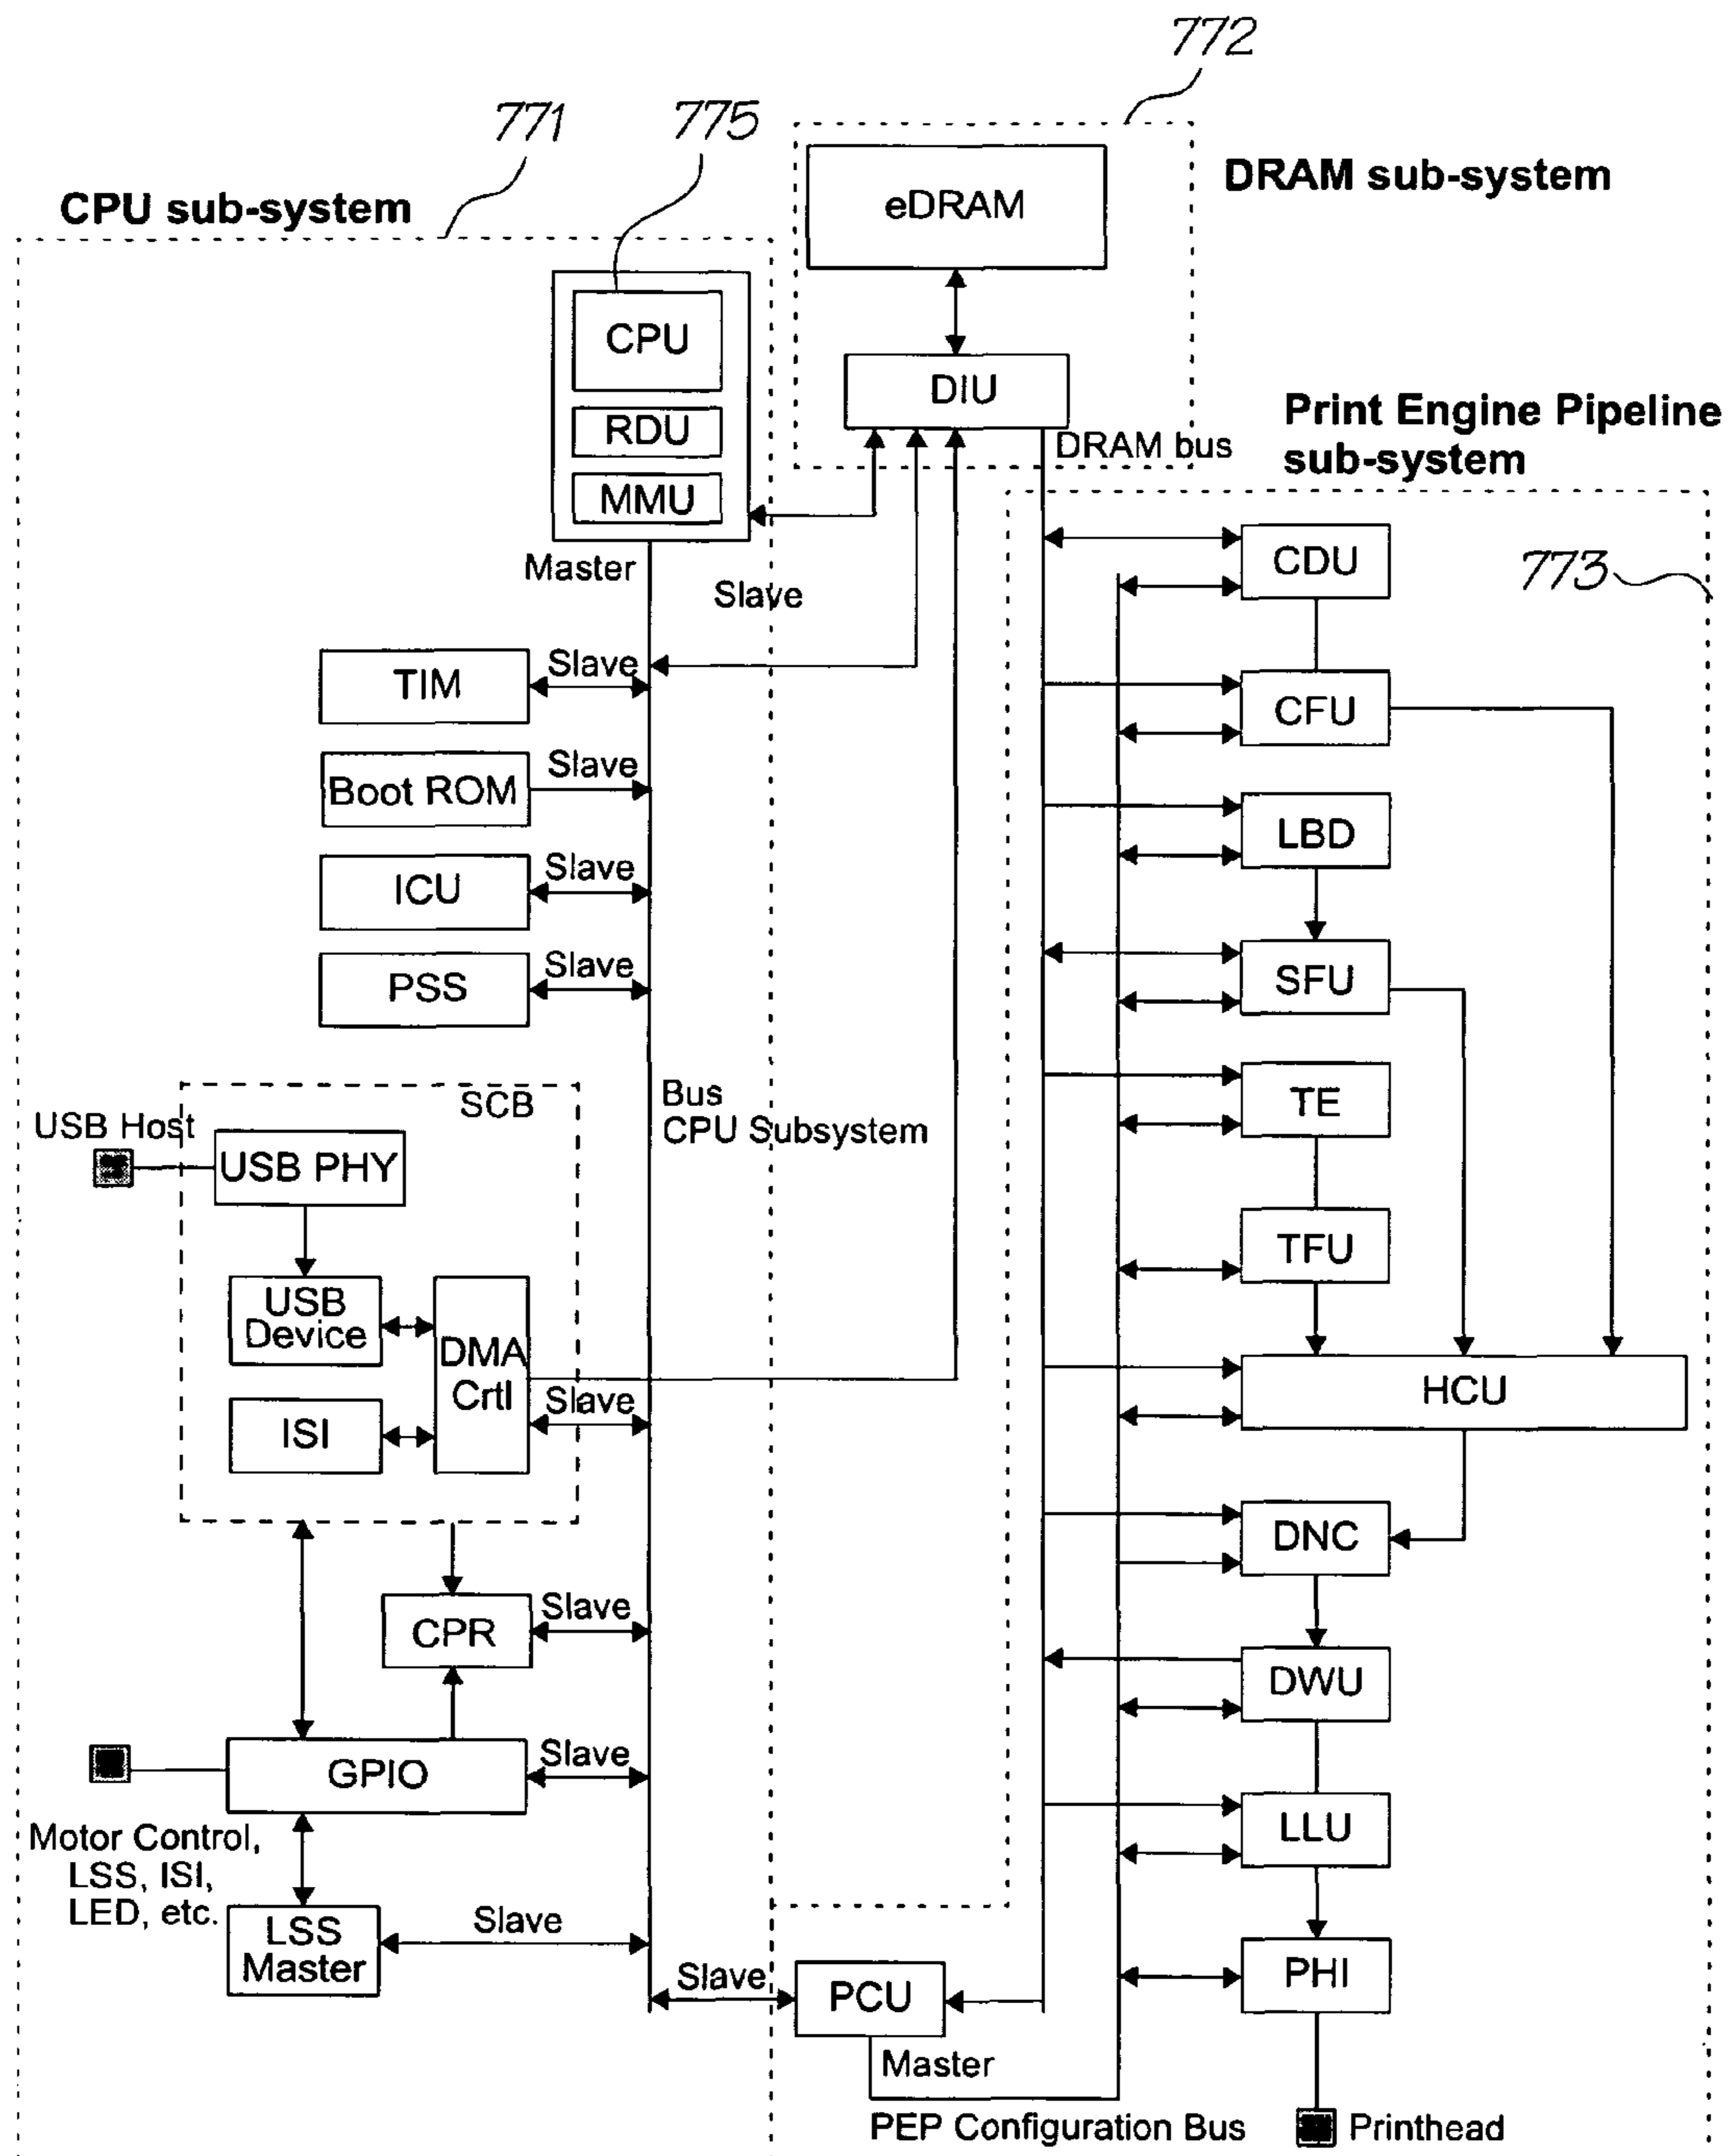 772
771
775
CPU sub-system
DRAM sub-system
eDRAM
CPU
RDU
MMU
DIU
DRAM bus
Print Engine Pipeline
sub-system
Master
Slave
CDU
773
TIM
Slave
CFU
Boot ROM
Slave
LBD
ICU
Slave
PSS
Slave
SFU
SCB
Bus
CPU Subsystem
TE
USB Host
USB PHY
TFU
USB
Device
DMA
Crtl
Slave
ISI
HCU
DNC
CPR
Slave
DWU
GPIO
Slave
Motor Control,
LSS, ISI,
LED, etc.
LLU
LSS
Master
Slave
Slave
PCU
PHI
Master
PEP Configuration Bus
Printhead